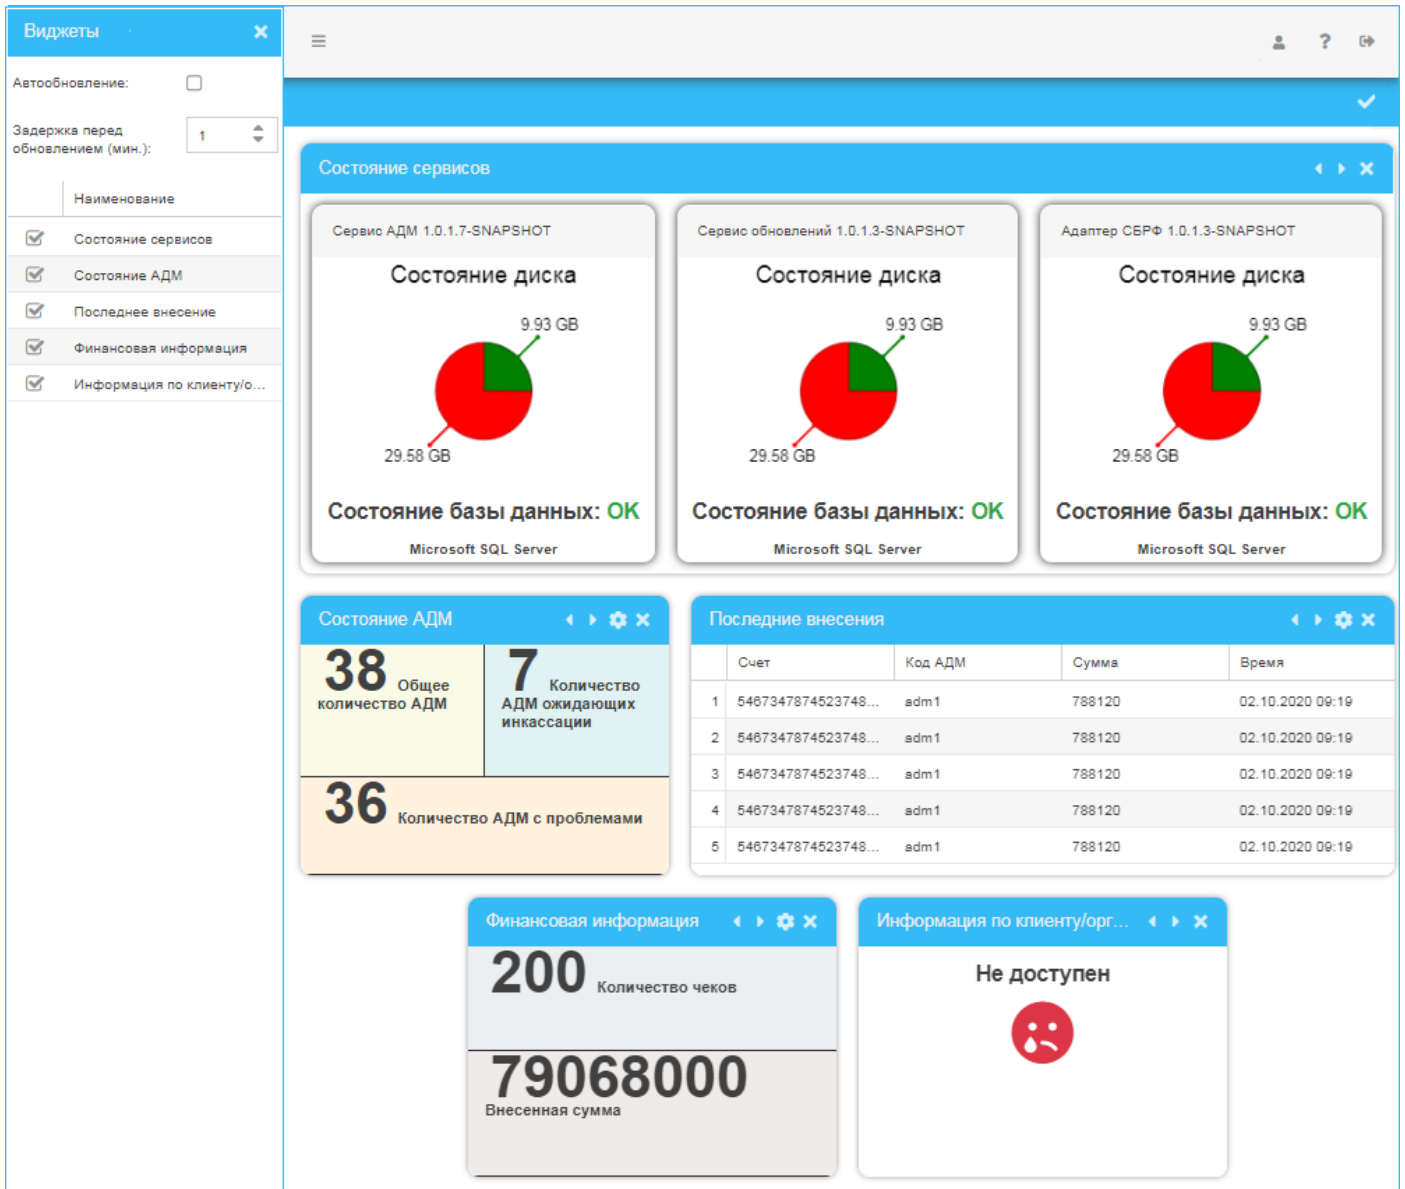 Виджеты
Автообновление:
Задержка перед
обновлением (мин.):
1
Наименование
Состояние сервисов
Состояние АДМ
Последнее внесение
Финансовая информация
Информация по клиенту/о...
?
Состояние сервисов
Сервис АДМ 1.0.1.7-SNAPSHOT
Состояние диска
9.93 GB
29.58 GB
Состояние базы данных: OK
Microsoft SQL Server
Сервис обновлений 1.0.1.3-SNAPSHOT
Состояние диска
9.93 GB
29.58 GB
Состояние базы данных: OK
Microsoft SQL Server
Адаптер СБРФ 1.0.1.3-SNAPSHOT
Состояние диска
9.93 GB
29.58 GB
Состояние базы данных: OK
Microsoft SQL Server
Состояние АДМ
38 Общее
количество АДМ
7 Количество
АДМ ожидающих
инкассации
36 Количество АДМ с проблемами
Последние внесения
Счет Код АДМ Сумма Время
1 5467347874523748... adm1 788120 02.10.2020 09:19
2 5467347874523748... adm1 788120 02.10.2020 09:19
3 5467347874523748... adm1 788120 02.10.2020 09:19
4 5467347874523748... adm1 788120 02.10.2020 09:19
5 5467347874523748... adm1 788120 02.10.2020 09:19
Финансовая информация
200 Количество чеков
79068000
Внесенная сумма
Информация по клиенту/орг...
Не доступен